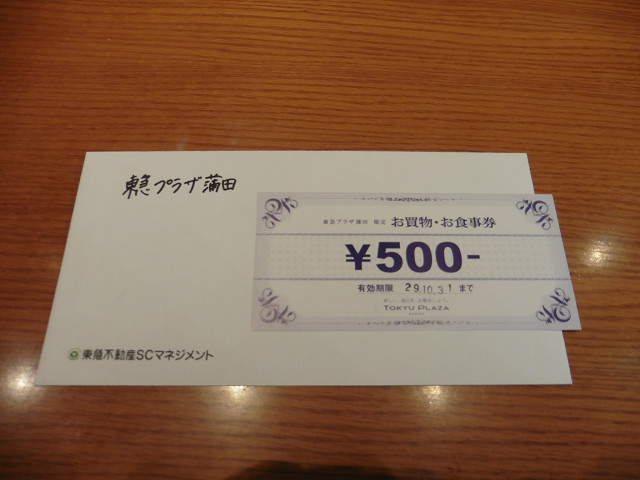 東急プラザ蒲田
東急プラザ蒲田 限定 お買物・お食事券
¥500-
有効期限 29.10.31まで
TOKYU PLAZA
東急不動産SCマネジメント